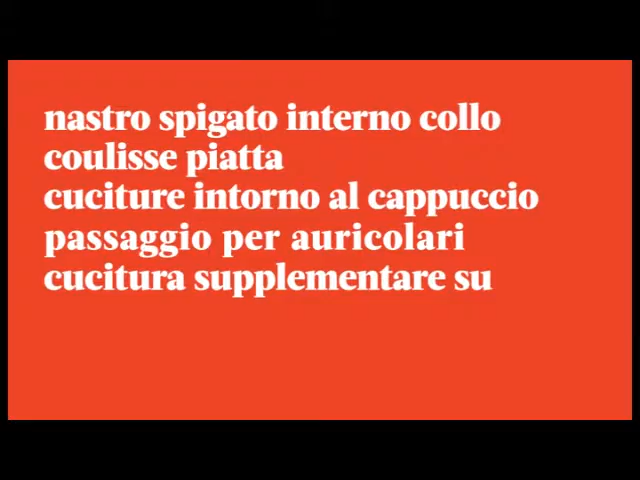 nastro spigato interno collo
coulisse piatta
cuciture intorno al cappuccio
passaggio per auricolari
cucitura supplementare su